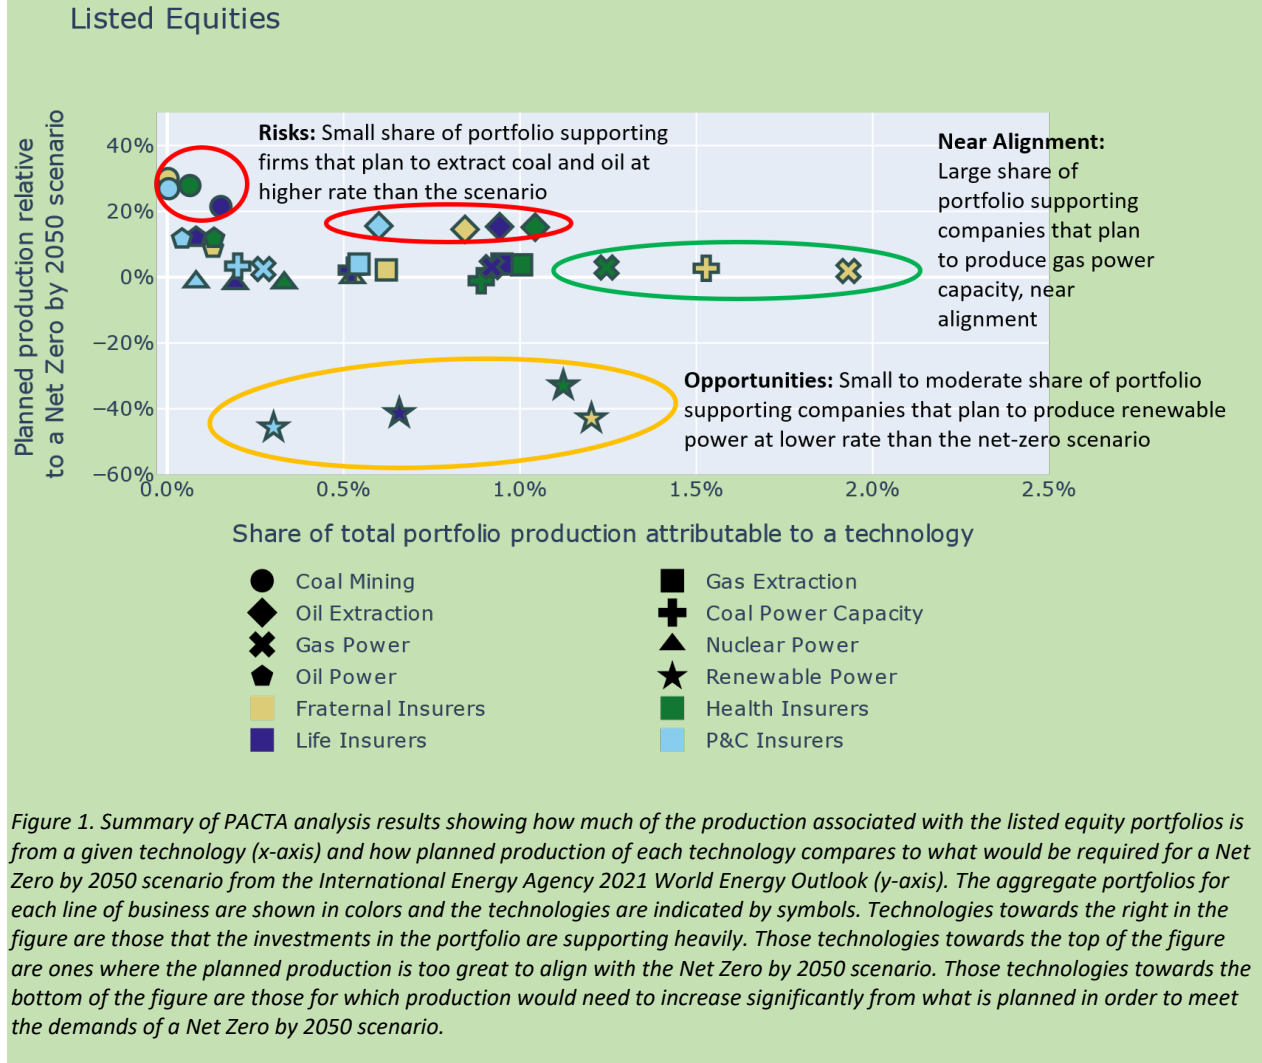 Listed Equities
Planned production relative
to a Net Zero by 2050 scenario
40%
20%
0%
−20%
−40%
−60%
Risks: Small share of portfolio supporting
firms that plan to extract coal and oil at
higher rate than the scenario
Near Alignment:
Large share of
portfolio supporting
companies that plan
to produce gas power
capacity, near
alignment
Opportunities: Small to moderate share of portfolio
supporting companies that plan to produce renewable
power at lower rate than the net-zero scenario
0.0% 0.5% 1.0% 1.5% 2.0% 2.5%
Share of total portfolio production attributable to a technology
Coal Mining
Oil Extraction
Gas Power
Oil Power
Fraternal Insurers
Life Insurers
Gas Extraction
Coal Power Capacity
Nuclear Power
Renewable Power
Health Insurers
P&C Insurers
Figure 1. Summary of PACTA analysis results showing how much of the production associated with the listed equity portfolios is
from a given technology (x-axis) and how planned production of each technology compares to what would be required for a Net
Zero by 2050 scenario from the International Energy Agency 2021 World Energy Outlook (y-axis). The aggregate portfolios for
each line of business are shown in colors and the technologies are indicated by symbols. Technologies towards the right in the
figure are those that the investments in the portfolio are supporting heavily. Those technologies towards the top of the figure
are ones where the planned production is too great to align with the Net Zero by 2050 scenario. Those technologies towards the
bottom of the figure are those for which production would need to increase significantly from what is planned in order to meet
the demands of a Net Zero by 2050 scenario.